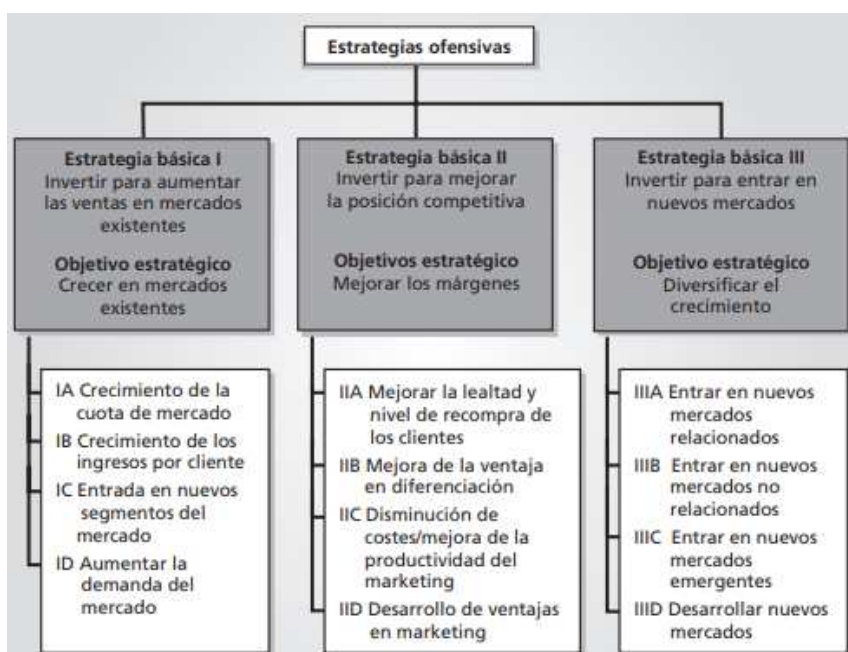 Estrategias ofensivas
Estrategia básica I
Invertir para aumentar
las ventas en mercados
existentes
Objetivo estratégico
Crecer en mercados
existentes
Estrategia básica II
Invertir para mejorar
la posición competitiva
Objetivos estratégico
Mejorar los márgenes
Estrategia básica III
Invertir para entrar en
nuevos mercados
Objetivo estratégico
Diversificar el
crecimiento
IA Crecimiento de la
cuota de mercado
IB Crecimiento de los
ingresos por cliente
IC Entrada en nuevos
segmentos del
mercado
ID Aumentar la
demanda del
mercado
IIA Mejorar la lealtad y
nivel de recompra de
los clientes
IIB Mejora de la ventaja
en diferenciación
IIC Disminución de
costes/mejora de la
productividad del
marketing
IID Desarrollo de ventajas
en marketing
IIIA Entrar en nuevos
mercados
relacionados
IIIB Entrar en nuevos
mercados no
relacionados
IIIC Entrar en nuevos
mercados
emergentes
IIID Desarrollar nuevos
mercados